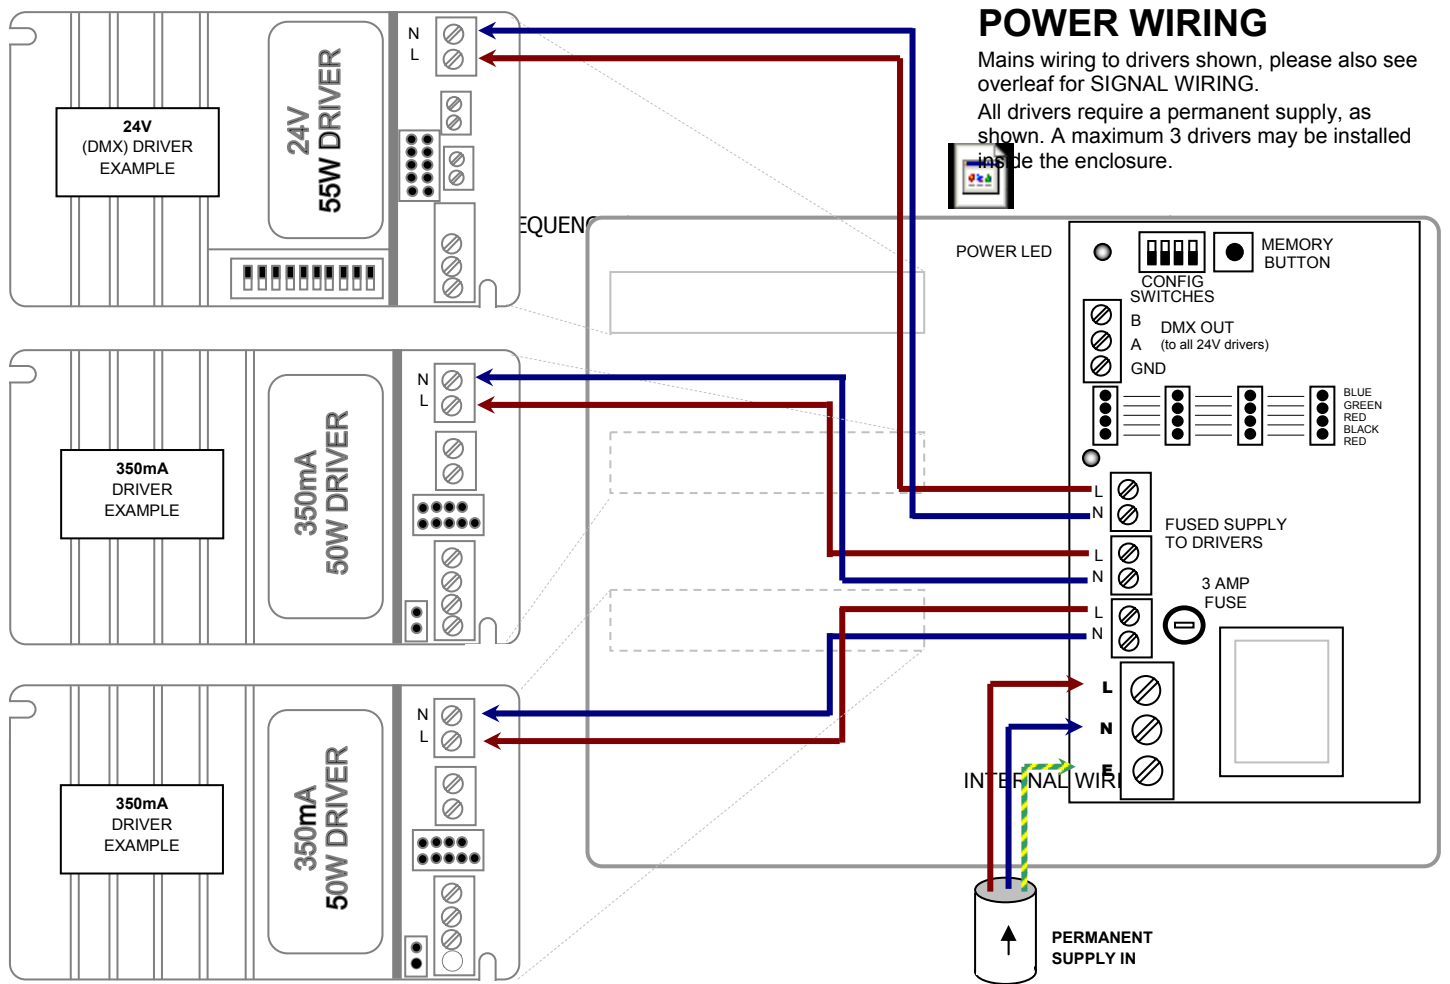 POWER WIRING
Mains wiring to drivers shown, please also see
overleaf for SIGNAL WIRING.
All drivers require a permanent supply, as
shown. A maximum 3 drivers may be installed
inside the enclosure.
N
L
24V
(DMX) DRIVER
EXAMPLE
24V
55W DRIVER
EQUENC
POWER LED
MEMORY
BUTTON
CONFIG
SWITCHES
B
A
GND
DMX OUT
(to all 24V drivers)
BLUE
GREEN
RED
BLACK
RED
N
L
350mA
DRIVER
EXAMPLE
350mA
50W DRIVER
L
N
FUSED SUPPLY
TO DRIVERS
L
N
3 AMP
FUSE
L
N
L
N
E
INTERNAL WIRI
N
L
350mA
DRIVER
EXAMPLE
350mA
50W DRIVER
PERMANENT
SUPPLY IN